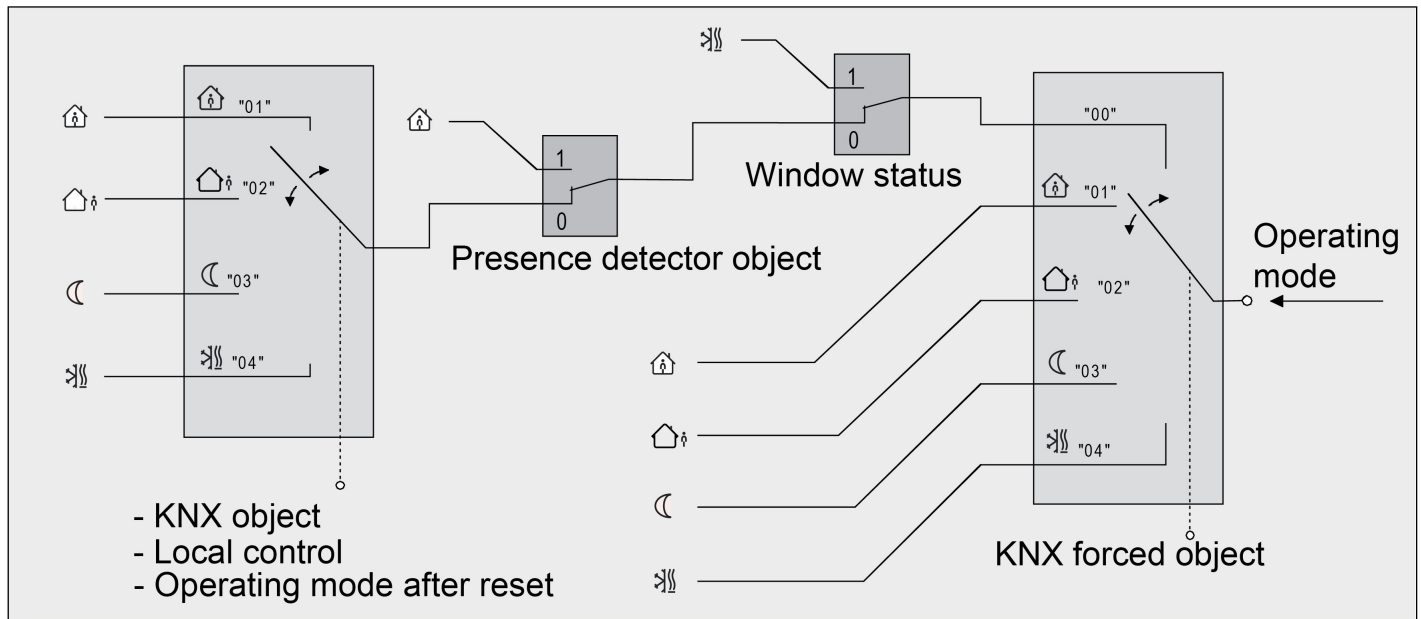 "01"
"02"
"03"
"04"
- KNX object
- Local control
- Operating mode after reset
1
0
Presence detector object
1
0
Window status
"00"
"01"
"02"
"03"
"04"
KNX forced object
Operating
mode